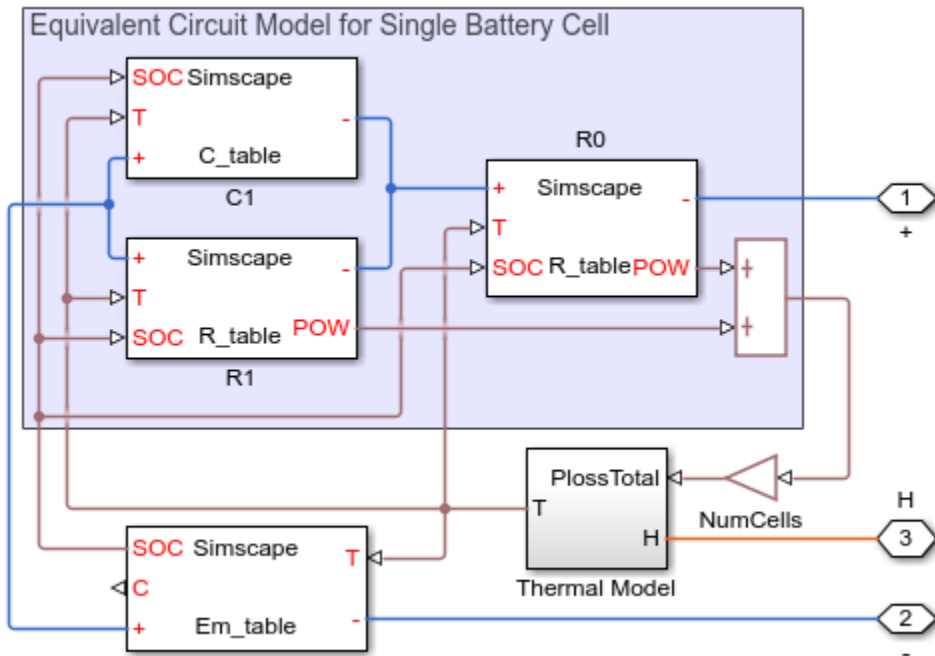 Equivalent Circuit Model for Single Battery Cell
SOC Simscape
T
-
+ C_table
C1
+ Simscape
-
T
SOC R_table POW
R1
R0
+ Simscape
-
T
SOC R_table POW
+
+
1
+
PlossTotal
T
H
Thermal Model
NumCells
H
3
SOC Simscape T
C
+ Em_table -
2
-